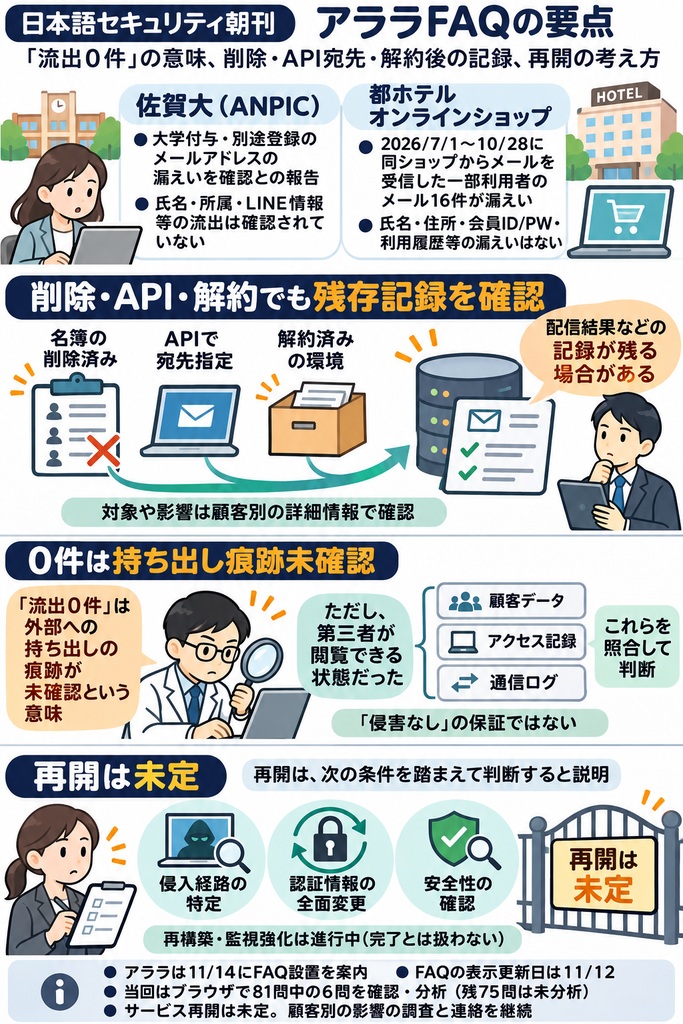 日本語セキュリティ朝刊
アララFAQの要点
「流出0件」の意味、削除・API宛先・解約後の記録、再開の考え方
佐賀大（ANPIC）
● 大学付与・別途登録の
メールアドレスの
漏えいを確認との報告
● 氏名・所属・LINE情報
等の流出は確認されて
いない
都ホテル
オンラインショップ
● 2026/7/1～10/28に
同ショップからメールを
受信した一部利用者の
メール16件が漏えい
● 氏名・住所・会員ID/PW・
利用履歴等の漏えいはない
HOTEL
削除・API・解約でも残存記録を確認
名簿の
削除済み
APIで
宛先指定
解約済み
の環境
配信結果などの
記録が残る
場合がある
対象や影響は顧客別の詳細情報で確認
0件は持ち出し痕跡未確認
「流出0件」は
外部への
持ち出しの
痕跡が
未確認という
意味
ただし、
第三者が
閲覧できる
状態だった
顧客データ
アクセス記録
通信ログ
これらを
照合して
判断
「侵害なし」の保証ではない
再開は未定
再開は、次の条件を踏まえて判断すると説明
侵入経路の
特定
認証情報の
全面変更
安全性の
確認
再開は
未定
再構築・監視強化は進行中（完了とは扱わない）
● アララは11/14にFAQ設置を案内
● FAQの表示更新日は11/12
● 当回はブラウザで81問中の6問を確認・分析（残75問は未分析）
● サービス再開は未定。顧客別の影響の調査と連絡を継続